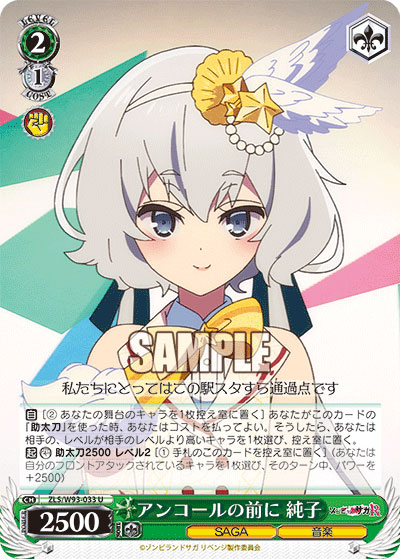 LEVEL
2
1
COST
SAMPLE
私たちにとってはこの駅スタすら通過点です
自 [② あなたの舞台のキャラを1枚控え室に置く] あなたがこのカードの
『助太刀』を使った時、あなたはコストを払ってよい。そうしたら、あなたは
相手の、レベルが相手のレベルより高いキャラを1枚選び、控え室に置く。
起 助太刀2500 レベル2 [① 手札のこのカードを控え室に置く] (あなたは
自分のフロントアタックされているキャラを1枚選び、そのターン中、パワーを
+2500)
CH ZLS/W93-033 U
2500
アンコールの前に 純子
ゾンビランドサガR
SAGA
音楽
©ゾンビランドサガ リベンジ製作委員会